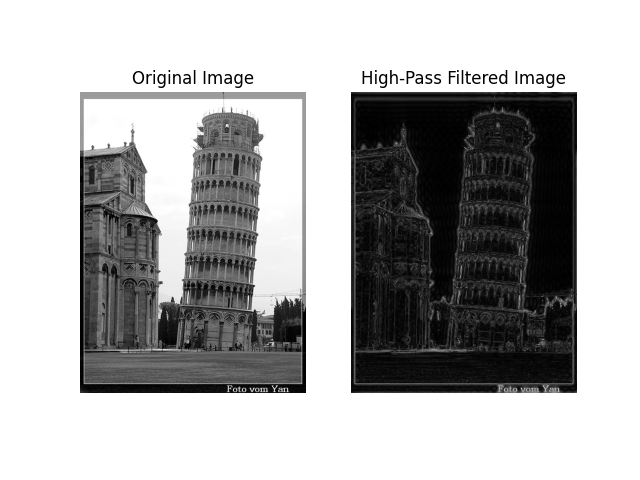 Original Image
High-Pass Filtered Image
Foto vom Yan
Foto vom Yan